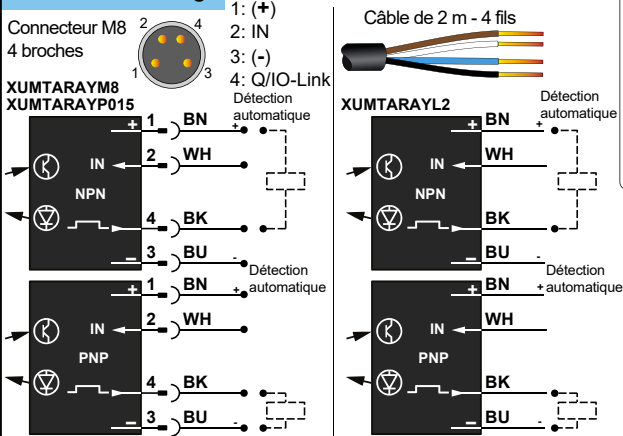 Connecteur M8
4 broches
2 4
1 3
1: (+)
2: IN
3: (-)
4: Q/IO-Link
XUMTARAYM8
XUMTARAYP015
Détection
automatique
+ 1 BN +
IN 2 WH
NPN
4 BK
- 3 BU -
Détection
automatique
+ 1 BN +
IN 2 WH
PNP
4 BK
- 3 BU -
Câble de 2 m - 4 fils
XUMTARAYL2
Détection
automatique
+ BN +
IN WH
NPN
BK
- BU -
Détection
automatique
+ BN +
IN WH
PNP
BK
- BU -